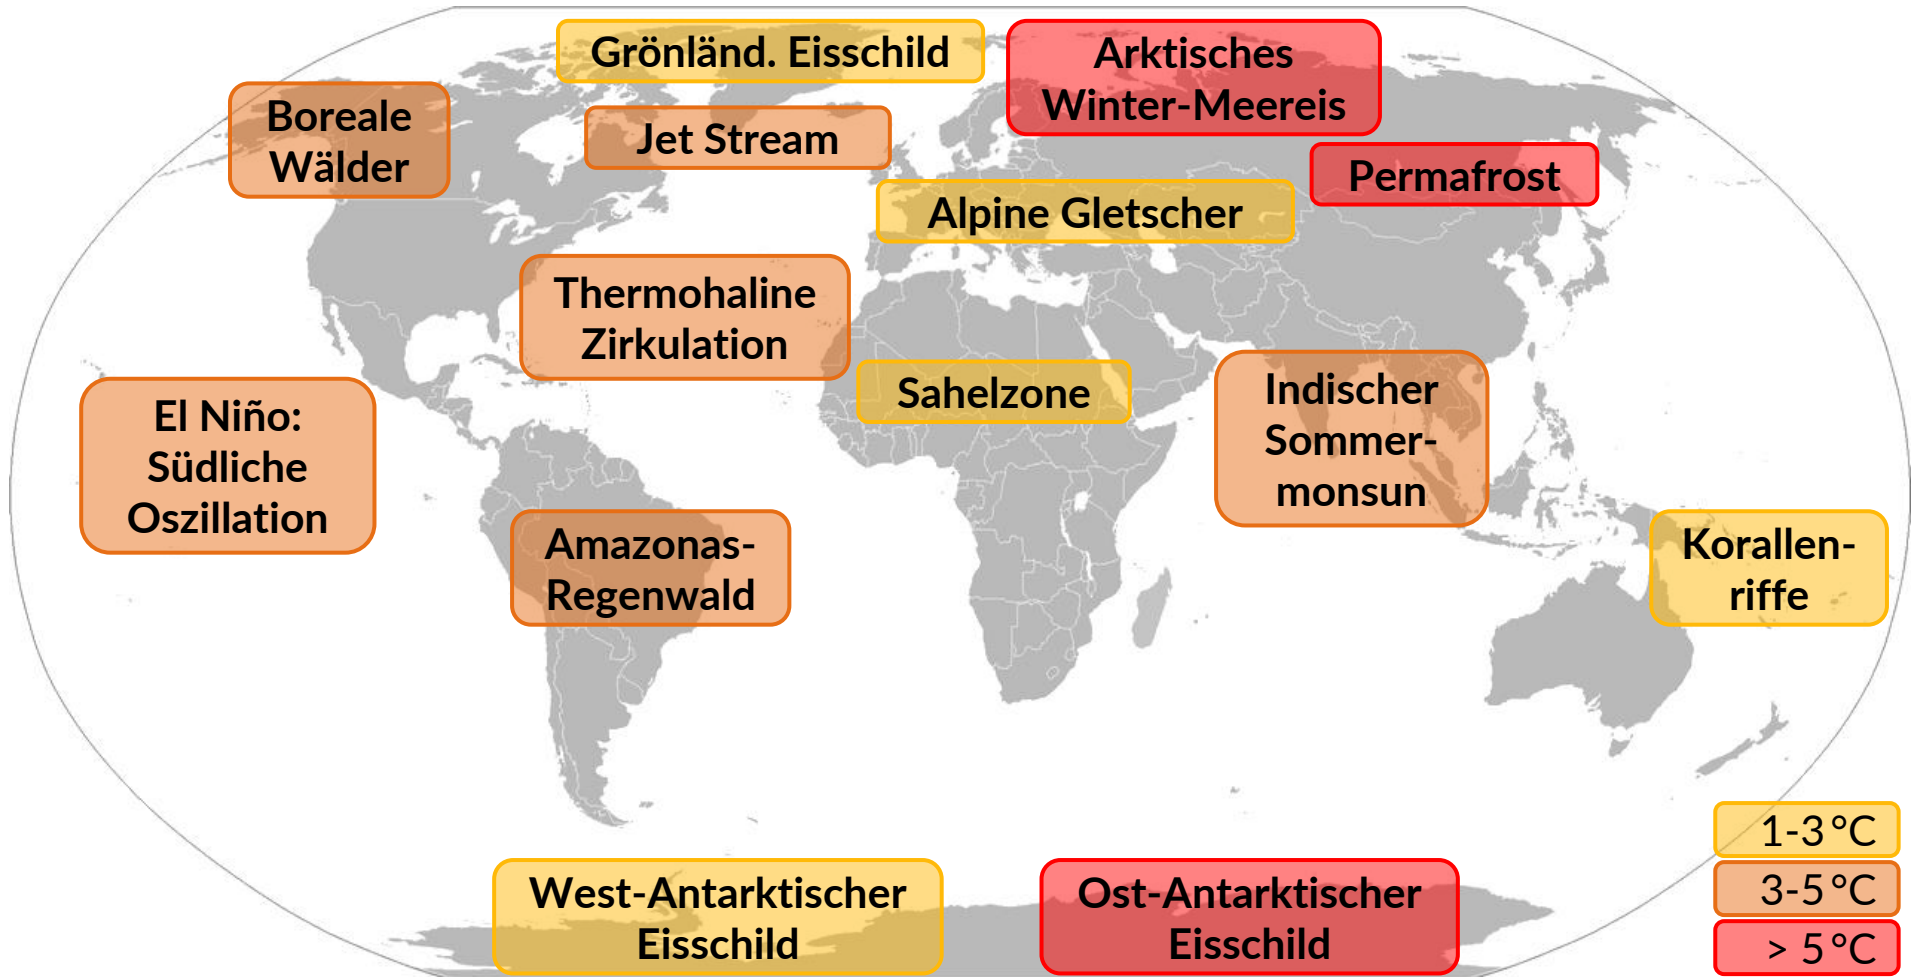 Grönländ. Eisschild
Arktisches
Winter-Meereis
Boreale
Wälder
Jet Stream
Permafrost
Alpine Gletscher
Thermohaline
Zirkulation
Sahelzone
Indischer
Sommer-
monsun
El Niño:
Südliche
Oszillation
Amazonas-
Regenwald
Korallen-
riffe
West-Antarktischer
Eisschild
Ost-Antarktischer
Eisschild
1-3 °C
3-5 °C
> 5 °C